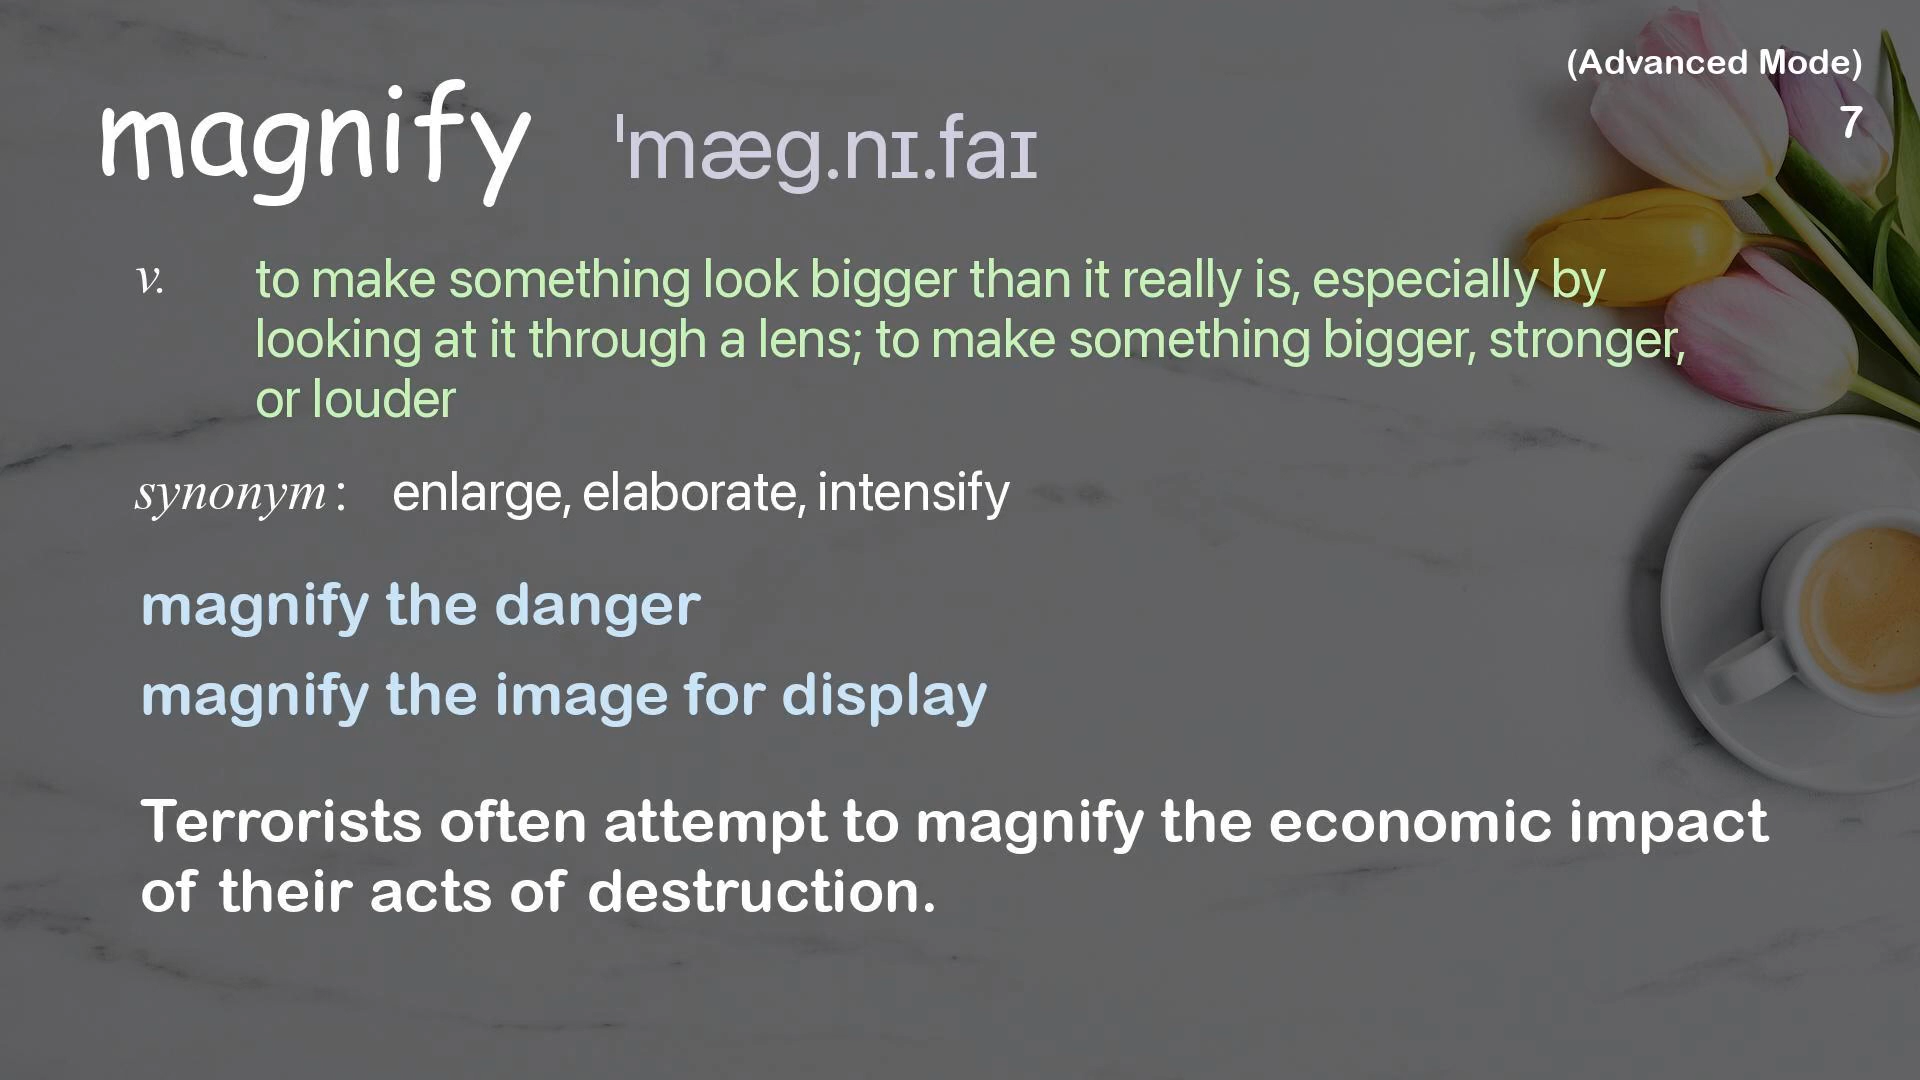 (Advanced Mode)
7
magnify ˈmæg.nɪ.faɪ
v. to make something look bigger than it really is, especially by
looking at it through a lens; to make something bigger, stronger,
or louder
synonym : enlarge, elaborate, intensify
magnify the danger
magnify the image for display
Terrorists often attempt to magnify the economic impact
of their acts of destruction.